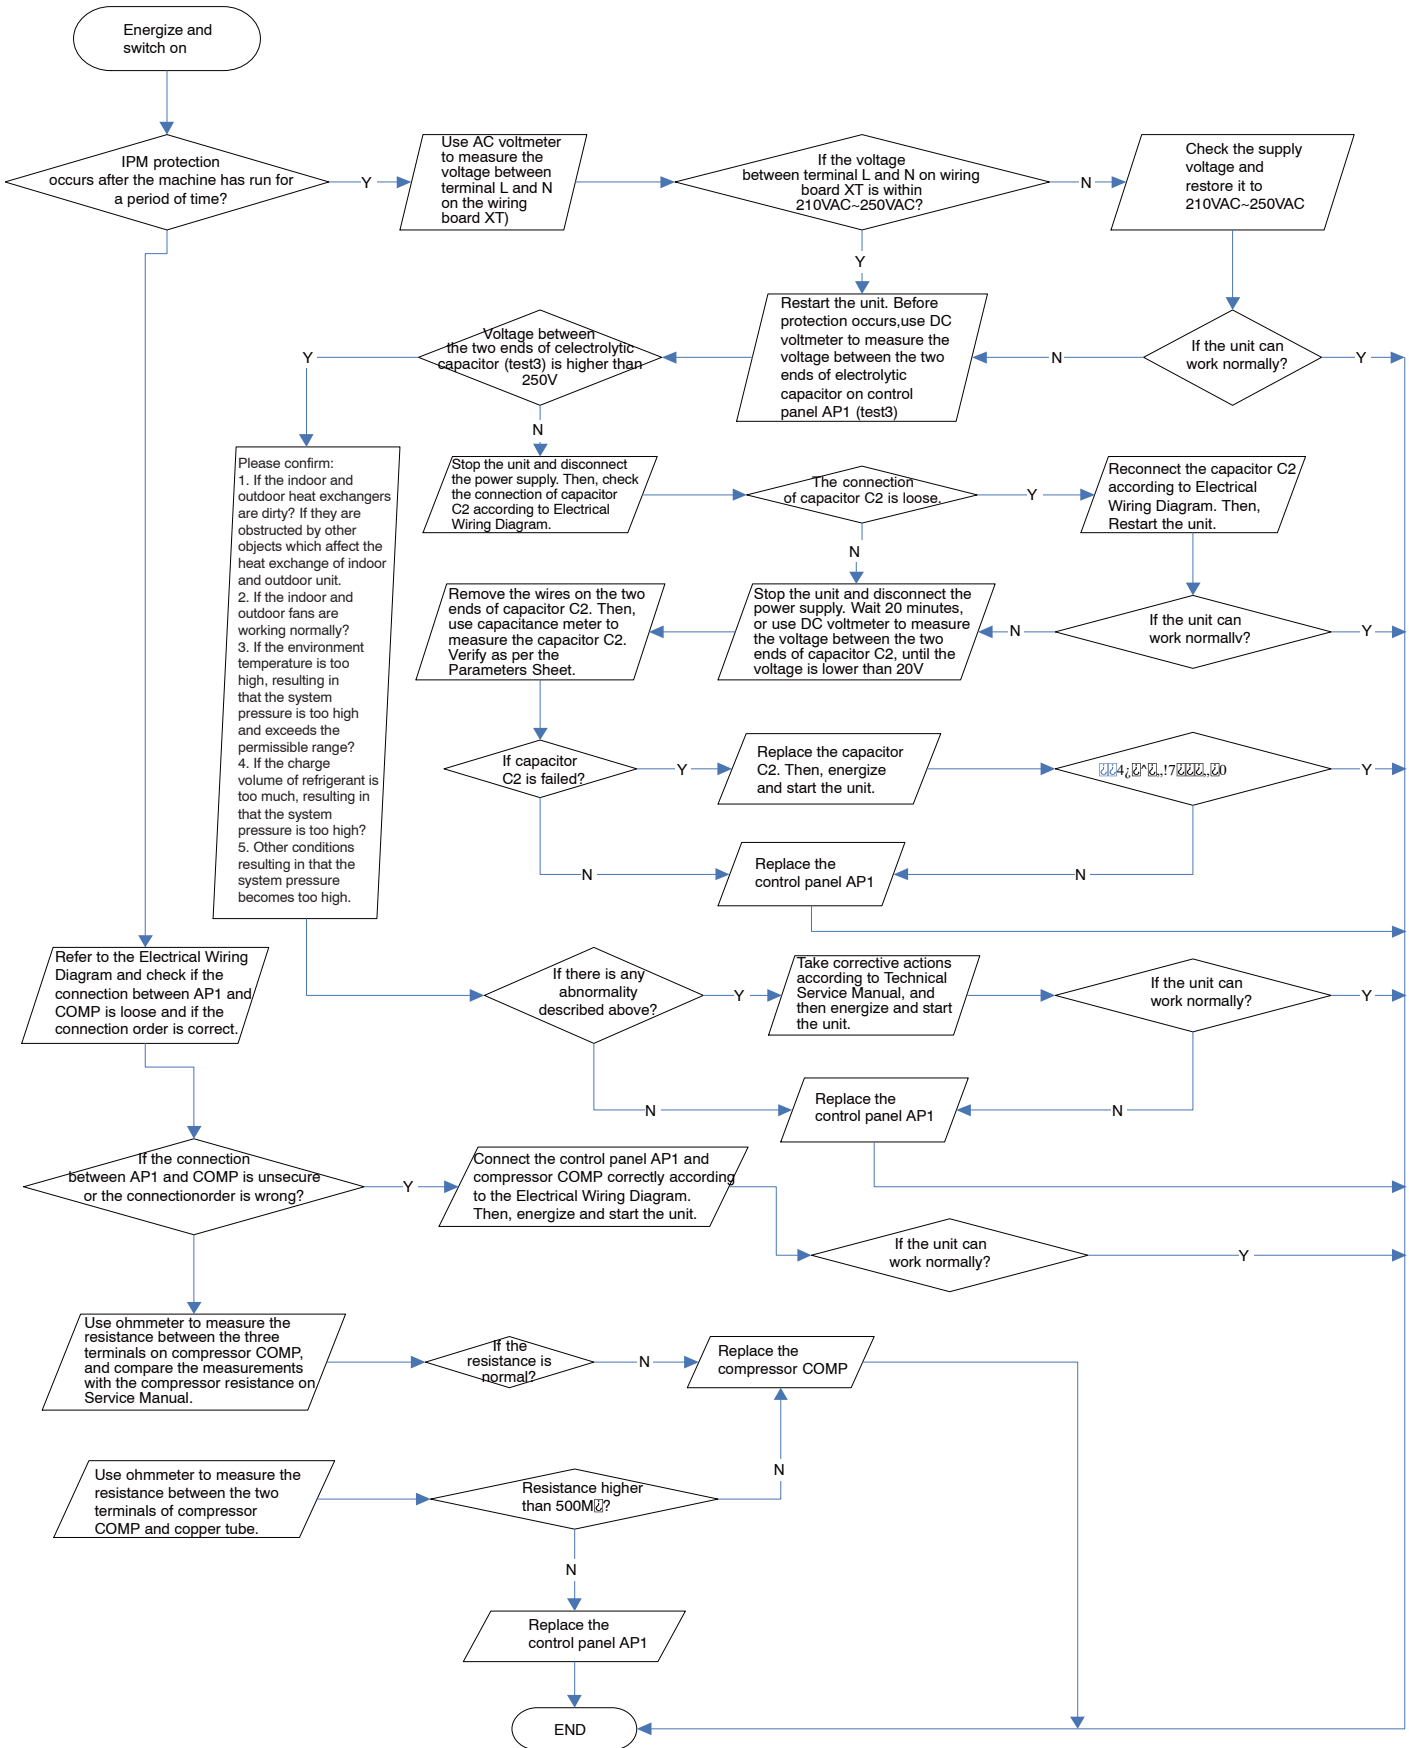 Energize and
switch on
IPM protection
occurs after the machine has run for
a period of time?
Y
Use AC voltmeter
to measure the
voltage between
terminal L and N
on the wiring
board XT)
If the voltage
between terminal L and N on wiring
board XT is within
210VAC~250VAC?
N
Check the supply
voltage and
restore it to
210VAC~250VAC
Y
Voltage between
the two ends of celectrolytic
capacitor (test3) is higher than
250V
Y
Restart the unit. Before
protection occurs,use DC
voltmeter to measure the
voltage between the two
ends of electrolytic
capacitor on control
panel AP1 (test3)
N
If the unit can
work normally?
Y
N
Please confirm:
1. If the indoor and
outdoor heat exchangers
are dirty? If they are
obstructed by other
objects which affect the
heat exchange of indoor
and outdoor unit.
2. If the indoor and
outdoor fans are
working normally?
3. If the environment
temperature is too
high, resulting in
that the system
pressure is too high
and exceeds the
permissible range?
4. If the charge
volume of refrigerant is
too much, resulting in
that the system
pressure is too high?
5. Other conditions
resulting in that the
system pressure
becomes too high.
Stop the unit and disconnect
the power supply. Then, check
the connection of capacitor
C2 according to Electrical
Wiring Diagram.
The connection
of capacitor C2 is loose.
Y
Reconnect the capacitor C2
according to Electrical
Wiring Diagram. Then,
Restart the unit.
N
Remove the wires on the two
ends of capacitor C2. Then,
use capacitance meter to
measure the capacitor C2.
Verify as per the
Parameters Sheet.
Stop the unit and disconnect the
power supply. Wait 20 minutes,
or use DC voltmeter to measure
the voltage between the two
ends of capacitor C2, until the
voltage is lower than 20V
N
If the unit can
work normally?
Y
If capacitor
C2 is failed?
Y
Replace the capacitor
C2. Then, energize
and start the unit.
Y
N
Replace the
control panel AP1
N
Refer to the Electrical Wiring
Diagram and check if the
connection between AP1 and
COMP is loose and if the
connection order is correct.
If there is any
abnormality
described above?
Y
Take corrective actions
according to Technical
Service Manual, and
then energize and start
the unit.
If the unit can
work normally?
Y
N
Replace the
control panel AP1
N
If the connection
between AP1 and COMP is unsecure
or the connectionorder is wrong?
Y
Connect the control panel AP1 and
compressor COMP correctly according
to the Electrical Wiring Diagram.
Then, energize and start the unit.
If the unit can
work normally?
Y
Use ohmmeter to measure the
resistance between the three
terminals on compressor COMP,
and compare the measurements
with the compressor resistance on
Service Manual.
If the
resistance is
normal?
N
Replace the
compressor COMP
N
Use ohmmeter to measure the
resistance between the two
terminals of compressor
COMP and copper tube.
Resistance higher
than 500M ?
N
Replace the
control panel AP1
END